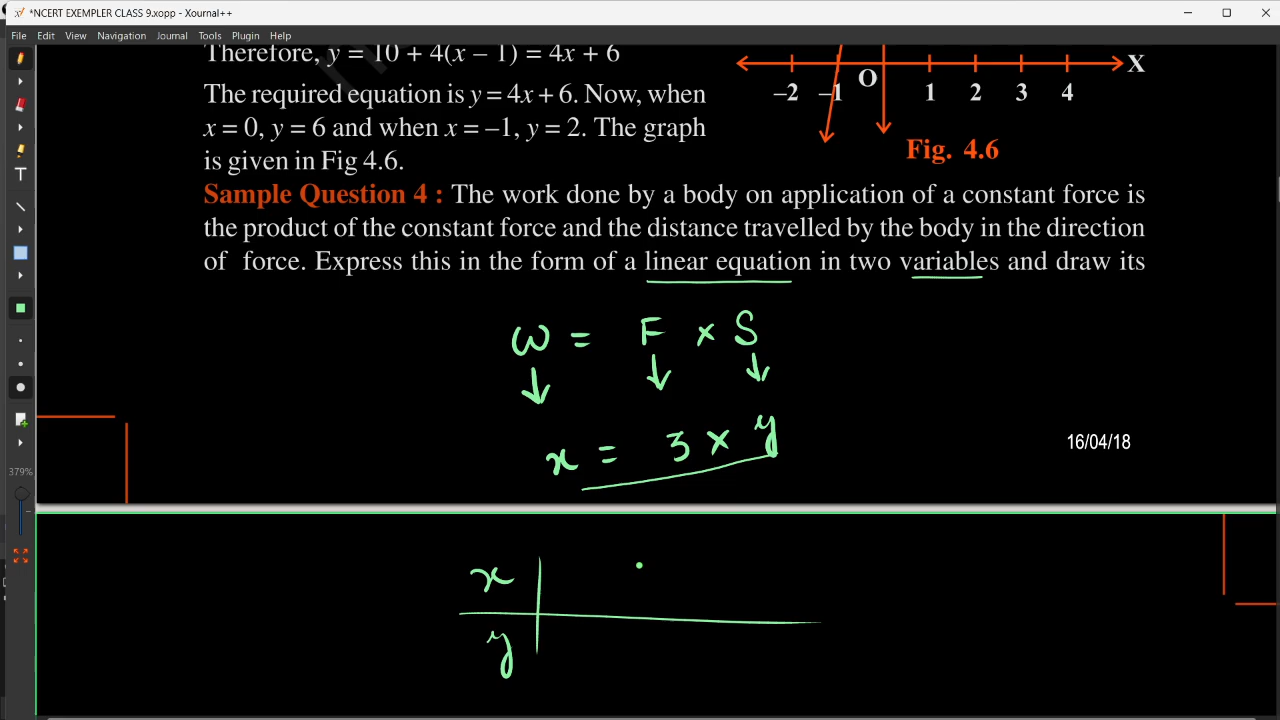 *NCERT EXEMPLER CLASS 9.xopp - Xournal++
File Edit View Navigation Journal Tools Plugin Help
Therefore, y = 10 + 4(x – 1) = 4x + 6
The required equation is y = 4x + 6. Now, when
x = 0, y = 6 and when x = –1, y = 2. The graph
is given in Fig 4.6.
X
O
–2 –1 1 2 3 4
Fig. 4.6
Sample Question 4 : The work done by a body on application of a constant force is
the product of the constant force and the distance travelled by the body in the direction
of force. Express this in the form of a linear equation in two variables and draw its
W = F × S
x = 3 × y
16/04/18
379%
x
y